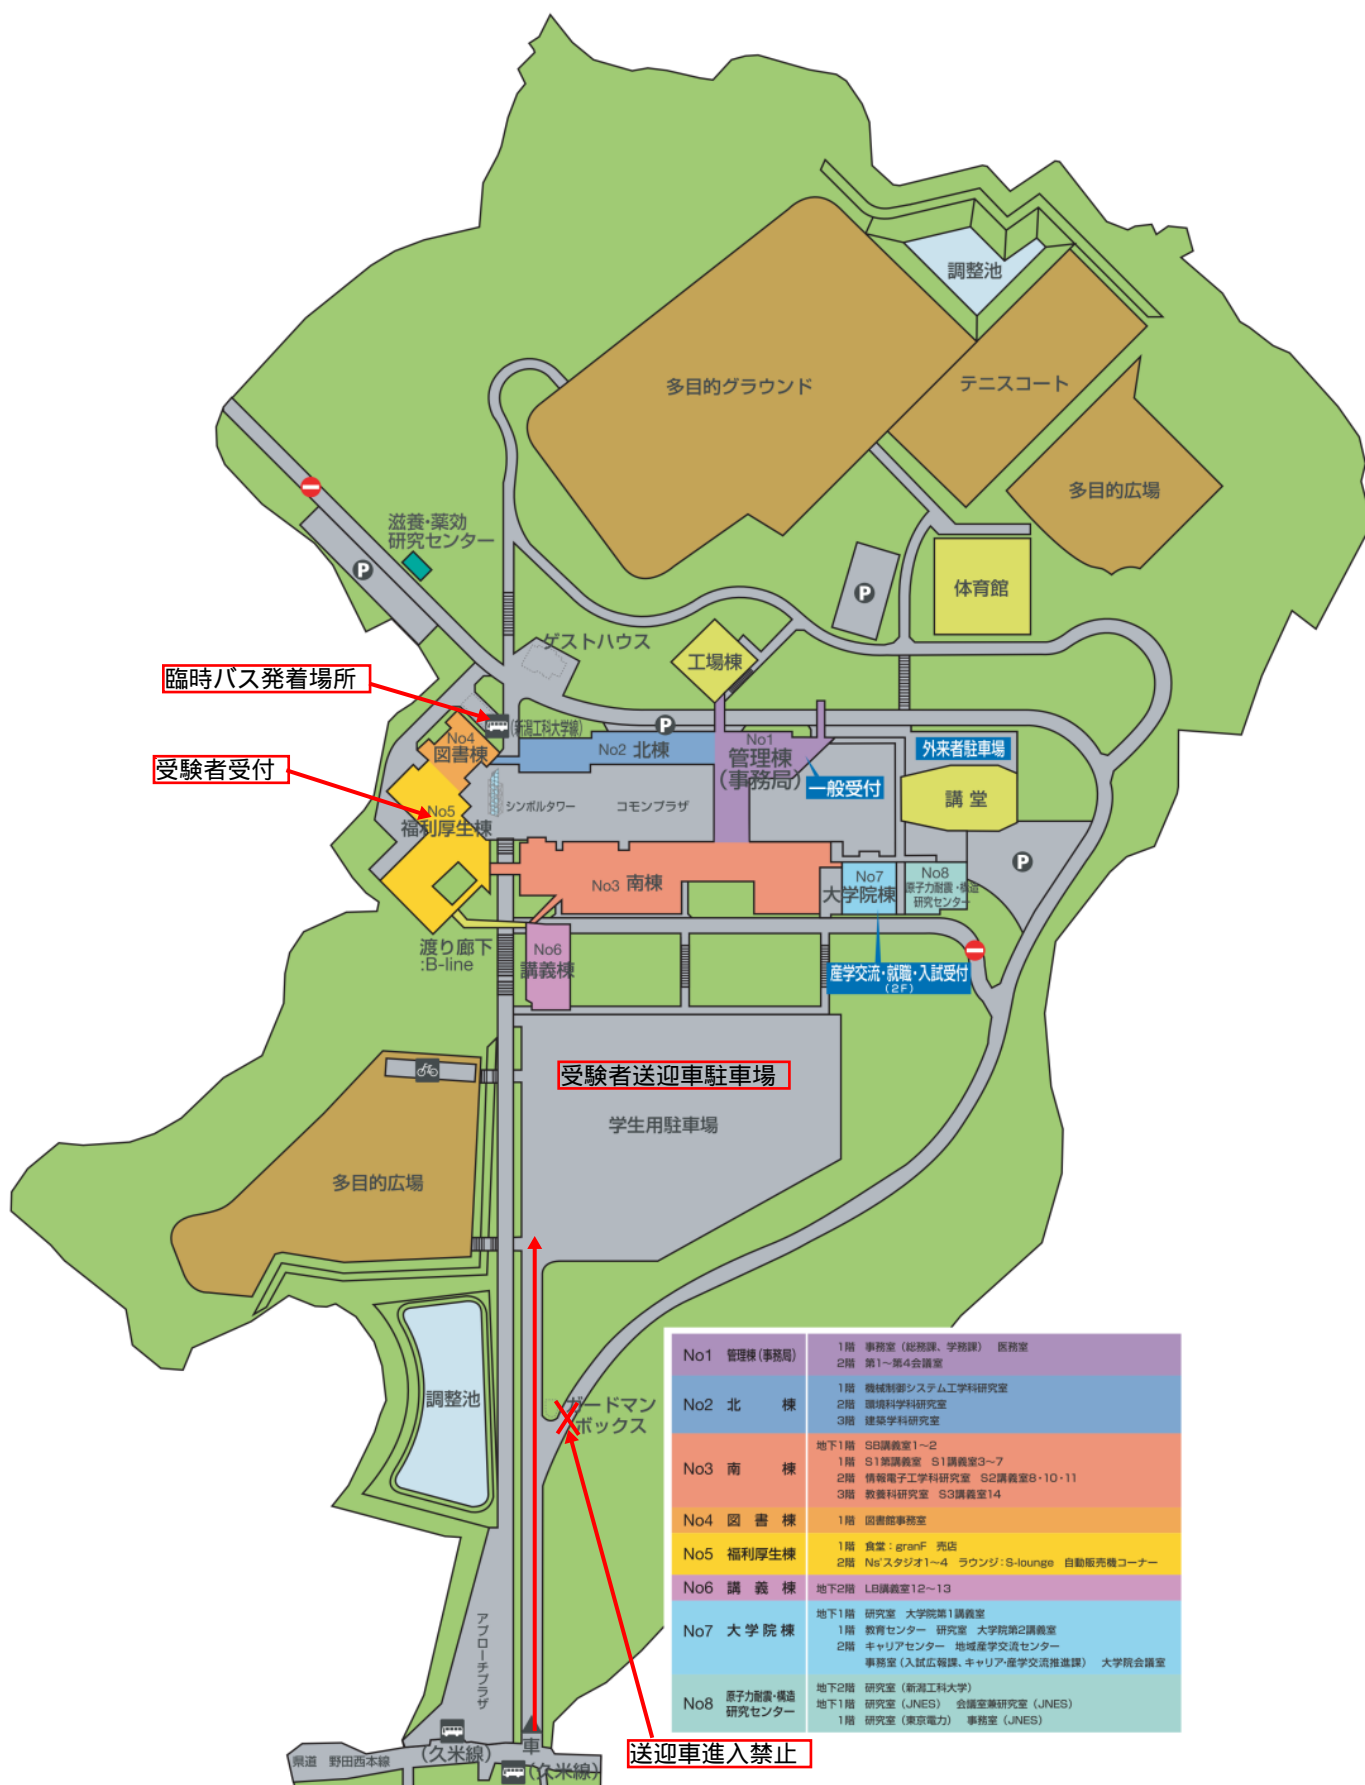 調整池
多目的グラウンド
テニスコート
多目的広場
滋養・薬効
研究センター
P
P
体育館
ゲストハウス
工場棟
臨時バス発着場所
(新潟工科大学線)
P
No4
図書棟
No2 北棟
No1
管理棟
(事務局)
外来者駐車場
受験者受付
一般受付
講堂
シンボルタワー
コモンプラザ
No5
福利厚生棟
P
No3 南棟
No7
大学院棟
No8
原子力耐震・構造
研究センター
渡り廊下
:B-line
No6
講義棟
産学交流・就職・入試受付
(2F)
受験者送迎車駐車場
学生用駐車場
多目的広場
調整池
ガードマン
ボックス
アプローチプラザ
県道 野田西本線
(久米線)
車
(久米線)
送迎車進入禁止
No1 管理棟(事務局)
1階 事務室(総務課、学務課) 医務室
2階 第1~第4会議室
No2 北棟
1階 機械制御システム工学科研究室
2階 環境科学科研究室
3階 建築学科研究室
No3 南棟
地下1階 SB講義室1~2
1階 S1第講義室 S1講義室3~7
2階 情報電子工学科研究室 S2講義室8・10・11
3階 教養科研究室 S3講義室14
No4 図書棟
1階 図書館事務室
No5 福利厚生棟
1階 食堂:granF 売店
2階 Ns'スタジオ1~4 ラウンジ:S-lounge 自動販売機コーナー
No6 講義棟
地下2階 LB講義室12~13
No7 大学院棟
地下1階 研究室 大学院第1講義室
1階 教育センター 研究室 大学院第2講義室
2階 キャリアセンター 地域産学交流センター
事務室(入試広報課、キャリア・産学交流推進課) 大学院会議室
No8 原子力耐震・構造
研究センター
地下2階 研究室(新潟工科大学)
地下1階 研究室(JNES) 会議室兼研究室(JNES)
1階 研究室(東京電力) 事務室(JNES)